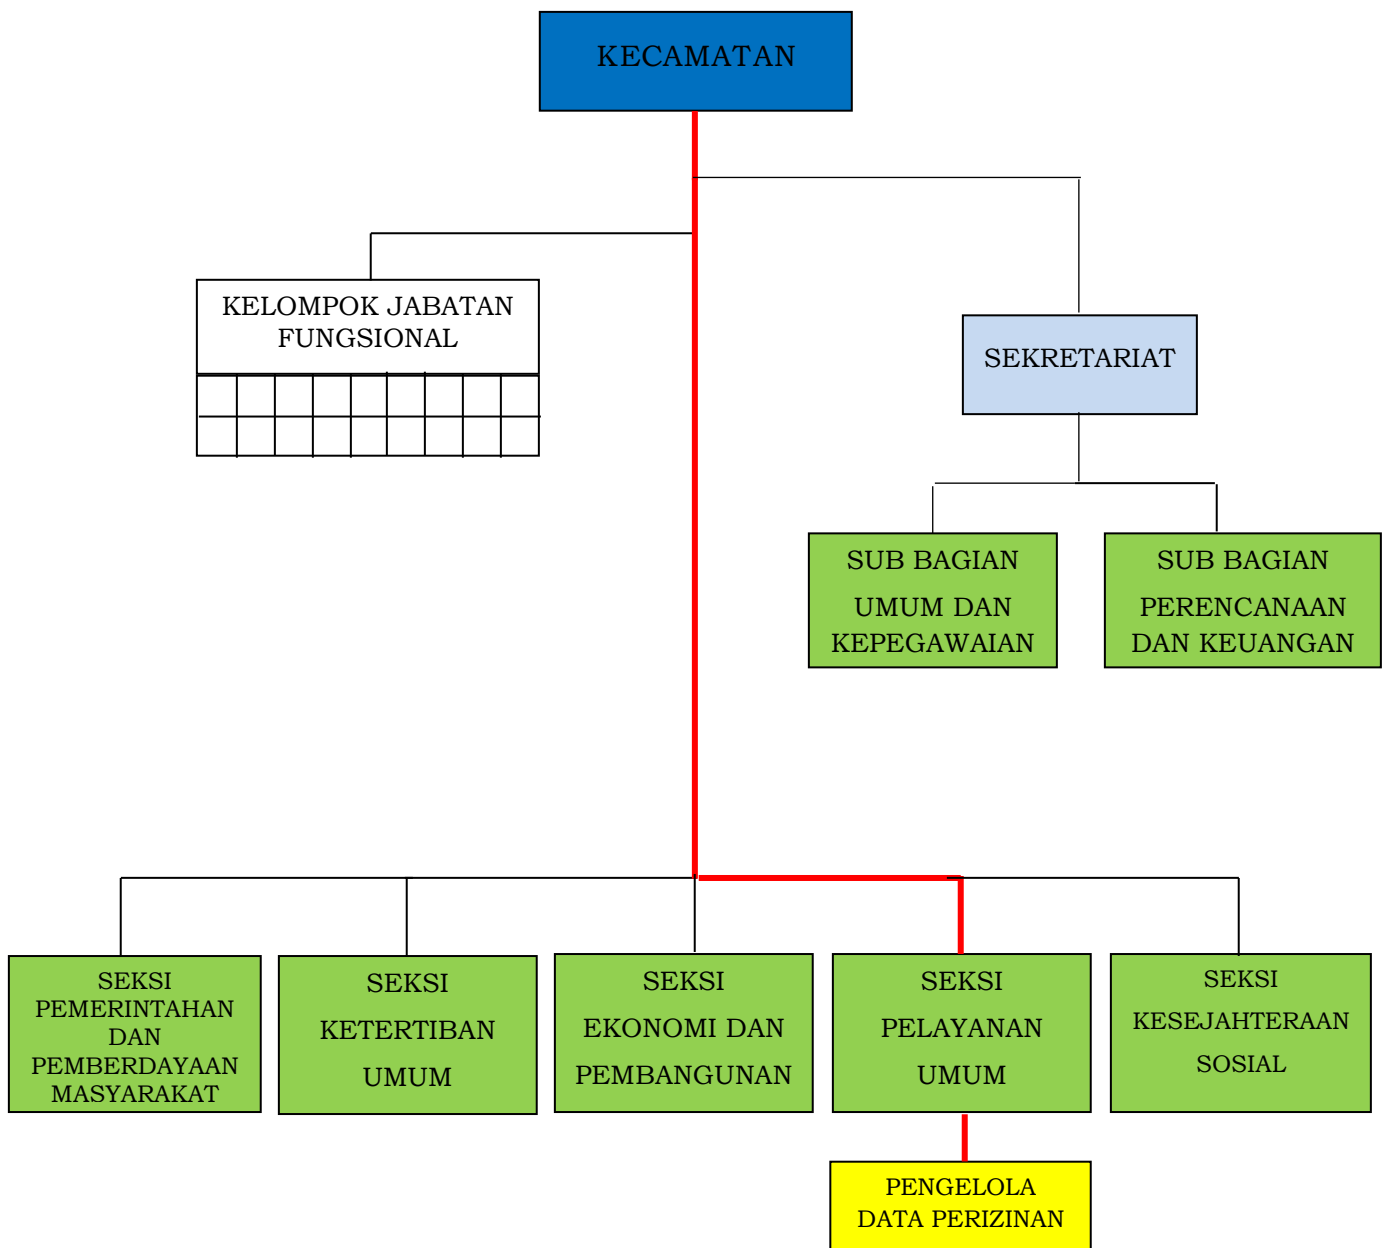 KECAMATAN
KELOMPOK JABATAN
FUNGSIONAL
SEKRETARIAT
SUB BAGIAN
UMUM DAN
KEPEGAWAIAN
SUB BAGIAN
PERENCANAAN
DAN KEUANGAN
SEKSI
PEMERINTAHAN
DAN
PEMBERDAYAAN
MASYARAKAT
SEKSI
KETERTIBAN
UMUM
SEKSI
EKONOMI DAN
PEMBANGUNAN
SEKSI
PELAYANAN
UMUM
SEKSI
KESEJAHTERAAN
SOSIAL
PENGELOLA
DATA PERIZINAN